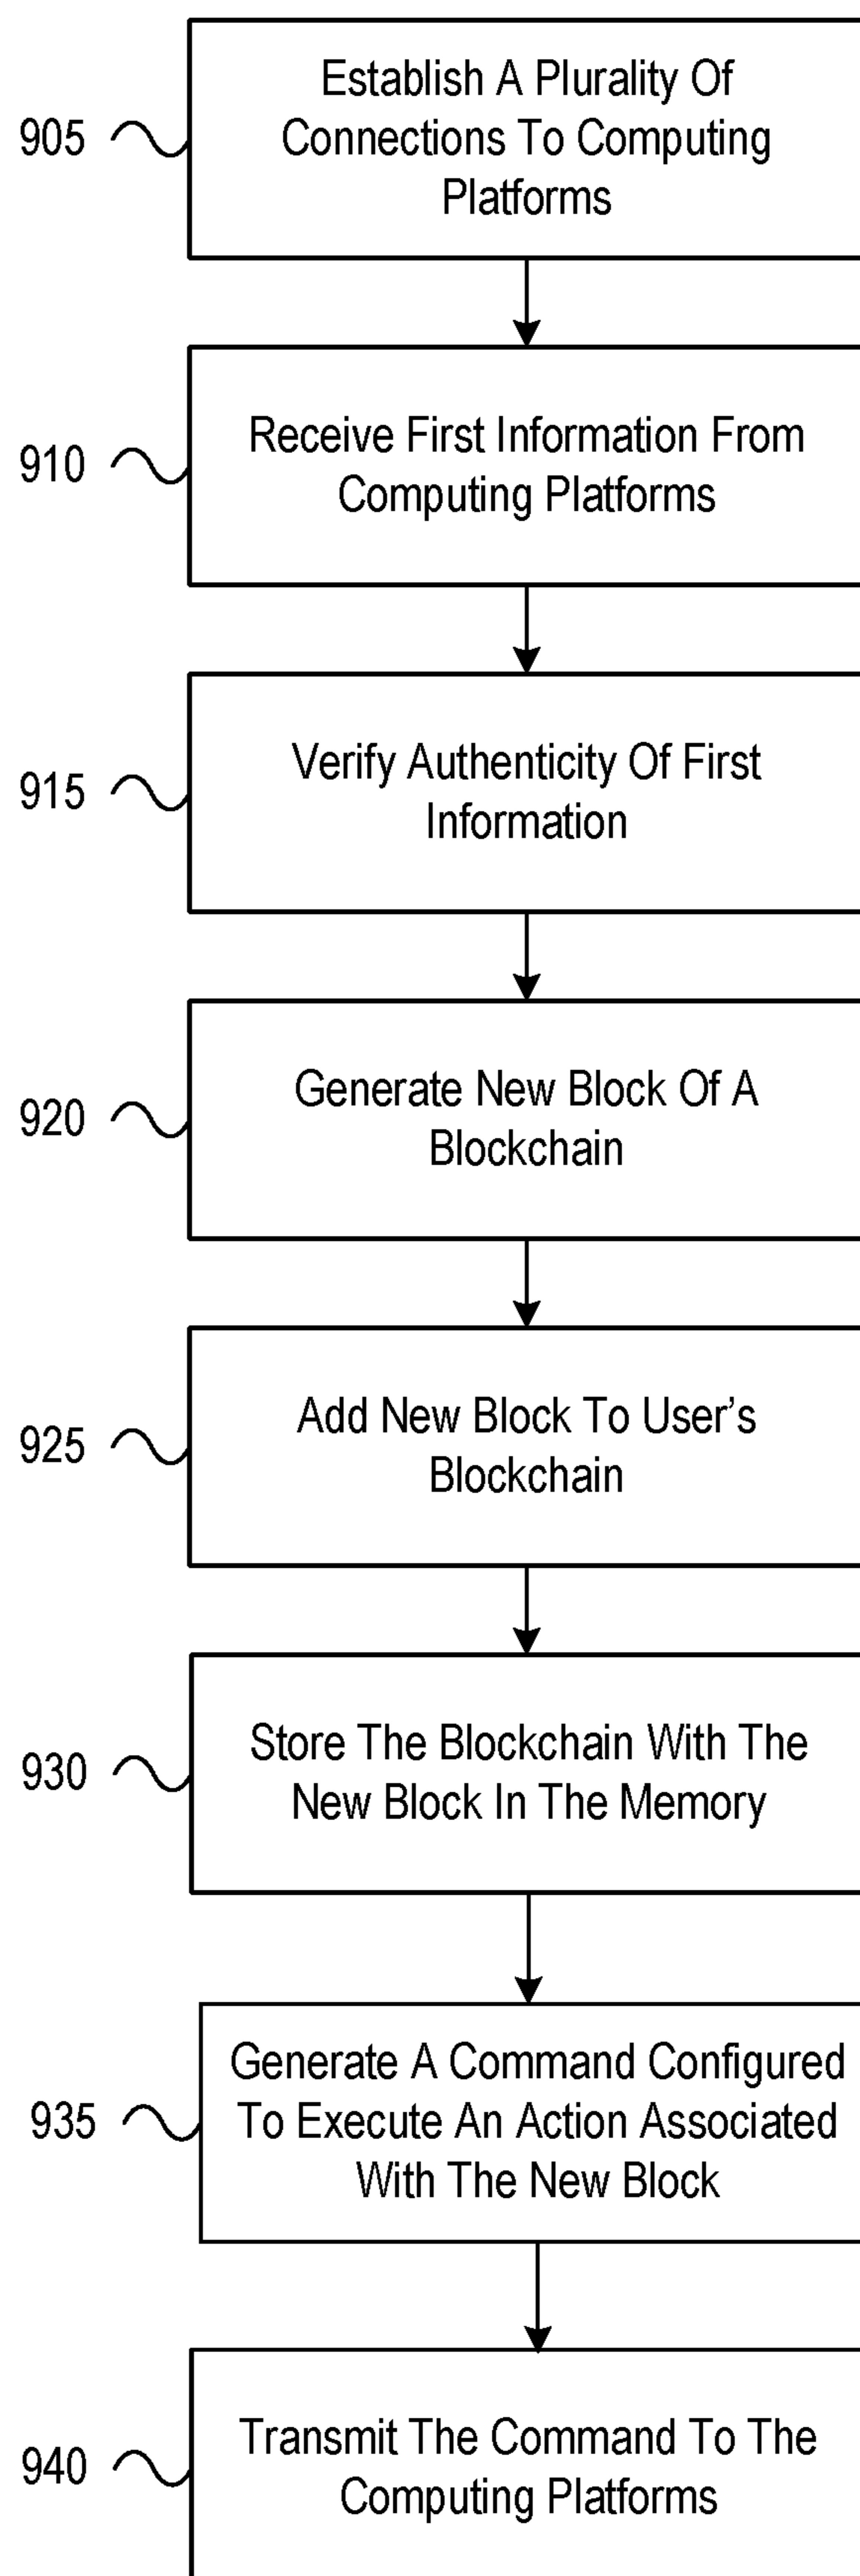 905
Establish A Plurality Of
Connections To Computing
Platforms
910
Receive First Information From
Computing Platforms
915
Verify Authenticity Of First
Information
920
Generate New Block Of A
Blockchain
925
Add New Block To User's
Blockchain
930
Store The Blockchain With The
New Block In The Memory
935
Generate A Command Configured
To Execute An Action Associated
With The New Block
940
Transmit The Command To The
Computing Platforms